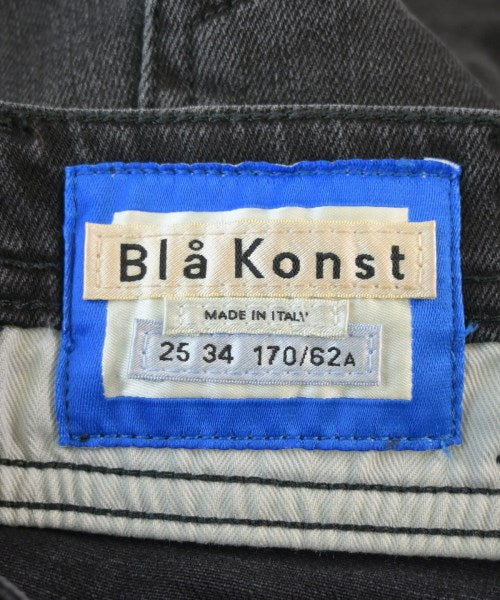 Blå Konst
MADE IN ITALY
25 34 170/62A